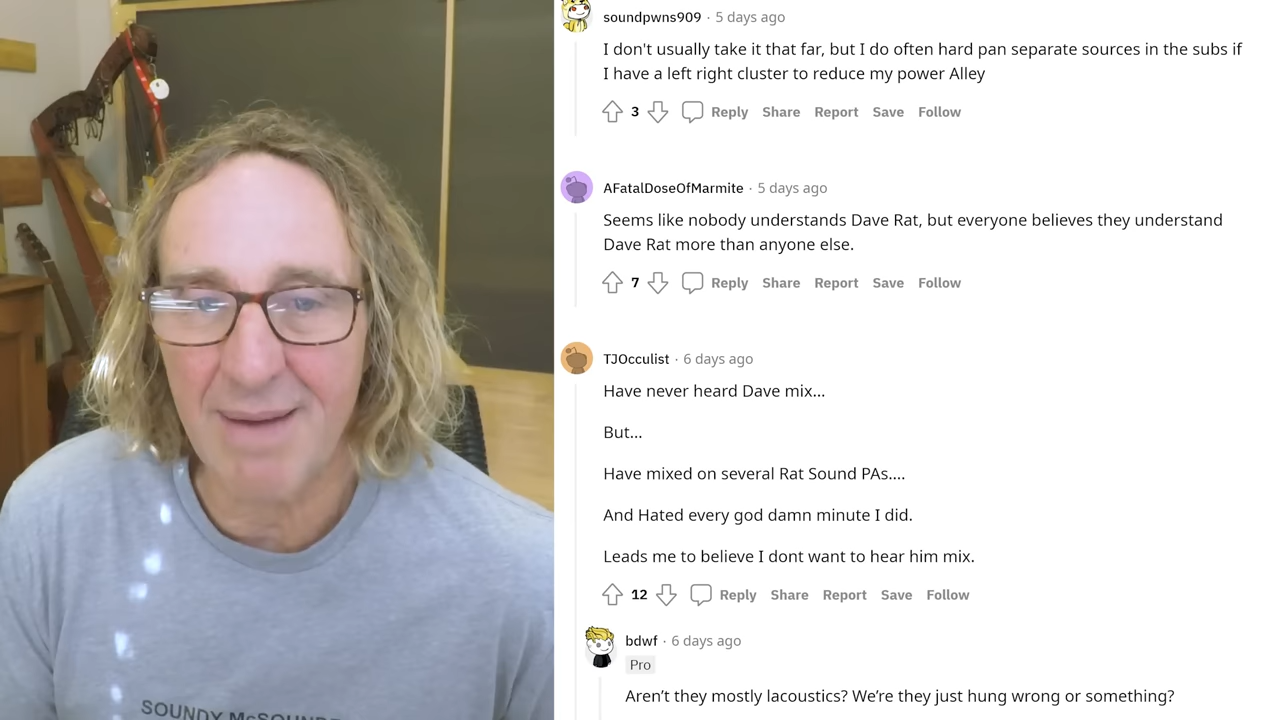 soundpwns909 · 5 days ago
I don't usually take it that far, but I do often hard pan separate sources in the subs if
I have a left right cluster to reduce my power Alley
3 Reply Share Report Save Follow
AFatalDoseOfMarmite · 5 days ago
Seems like nobody understands Dave Rat, but everyone believes they understand
Dave Rat more than anyone else.
7 Reply Share Report Save Follow
TJOcculist · 6 days ago
Have never heard Dave mix...
But...
Have mixed on several Rat Sound PAs....
And Hated every god damn minute I did.
Leads me to believe I dont want to hear him mix.
12 Reply Share Report Save Follow
bdwf · 6 days ago
Pro
Aren’t they mostly lacoustics? We’re they just hung wrong or something?
SOUNDY